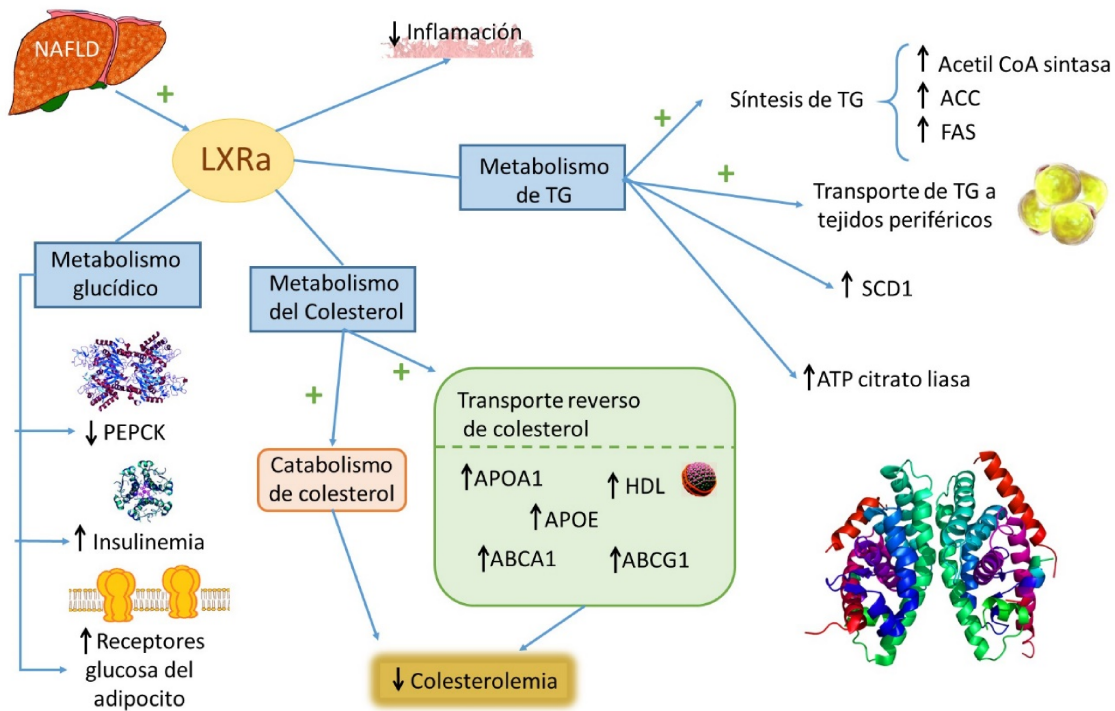 NAFLD
↓ Inflamación
LXRa
Metabolismo
de TG
Síntesis de TG
↑ Acetil CoA sintasa
↑ ACC
↑ FAS
Transporte de TG a
tejidos periféricos
↑ SCD1
↑ATP citrato liasa
Metabolismo
glucídico
↓ PEPCK
↑ Insulinemia
↑ Receptores
glucosa del
adipocito
Metabolismo
del Colesterol
Catabolismo
de colesterol
Transporte reverso
de colesterol
↑APOA1
↑ HDL
↑APOE
↑ABCA1
↑ABCG1
↓ Colesterolemia
+
+
+
+
+